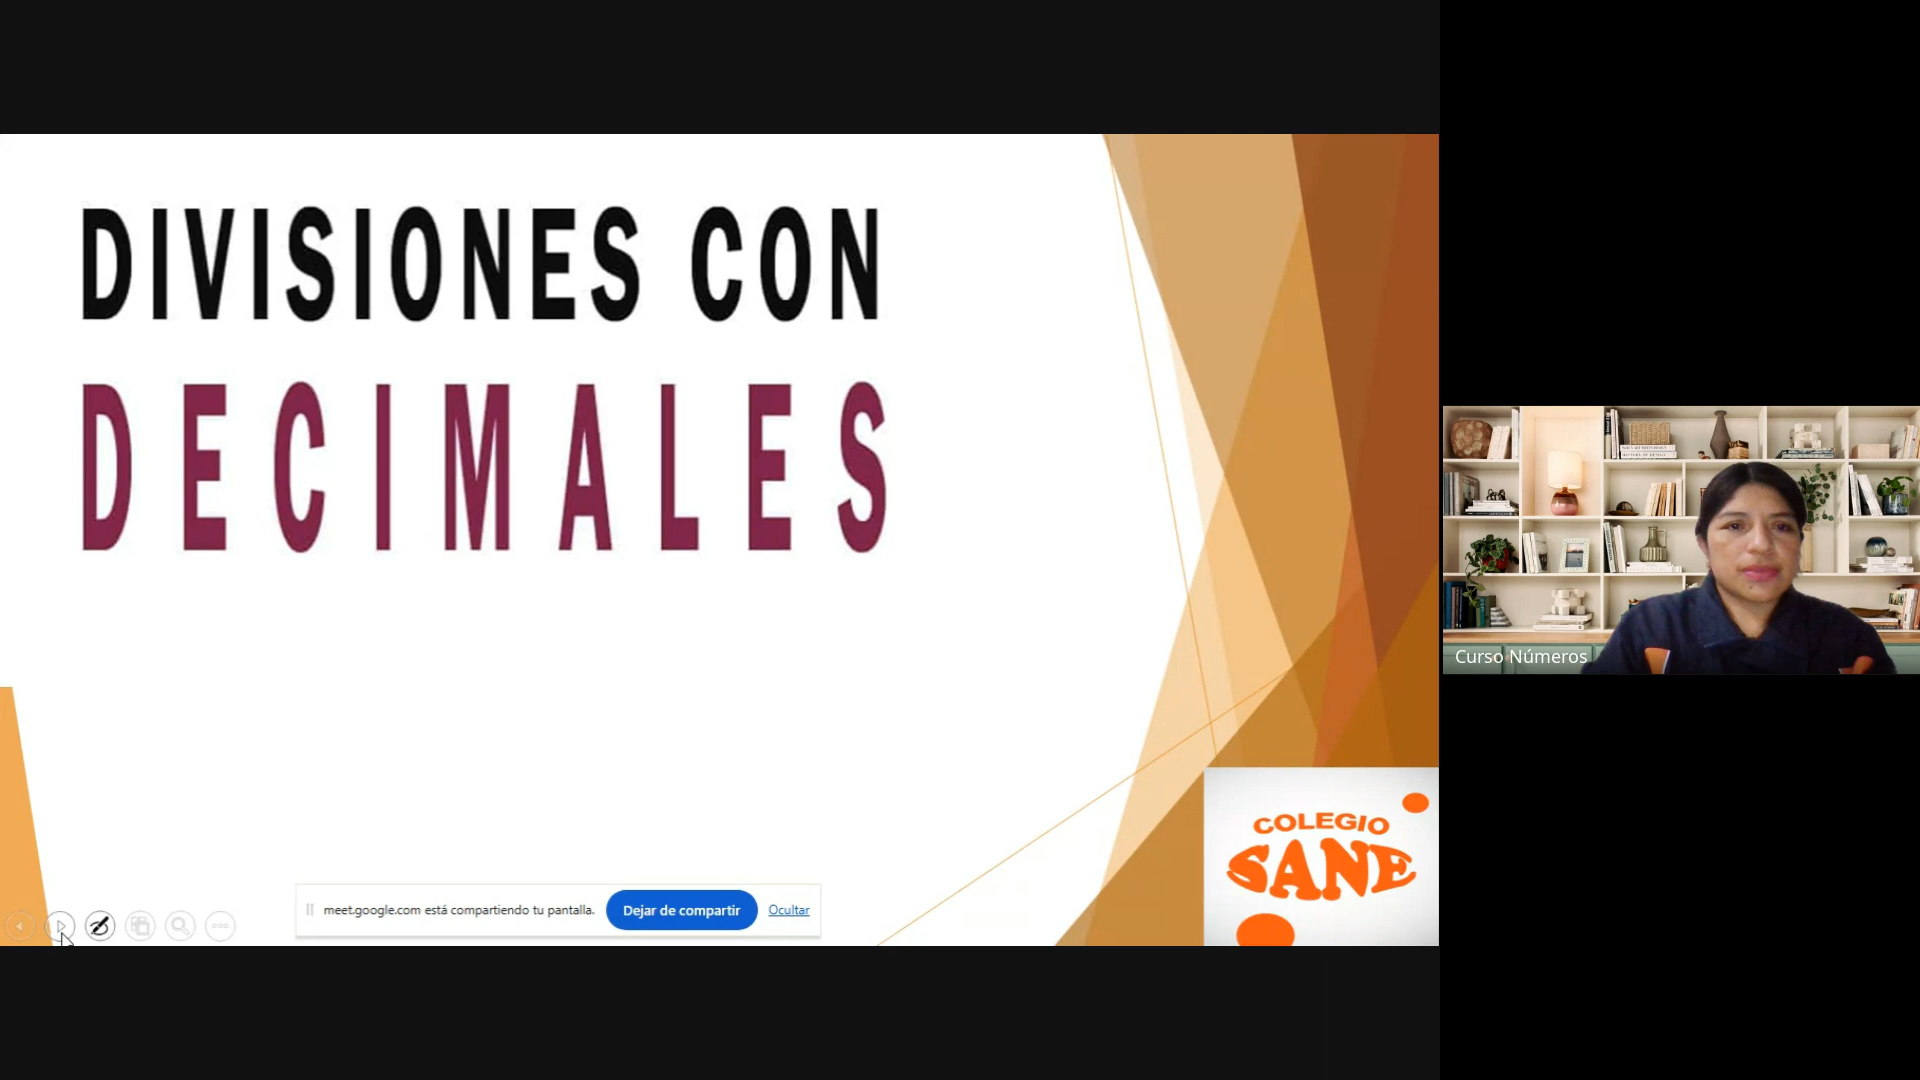 DIVISIONES CON
DECIMALES
COLEGIO
SANE
meet.google.com está compartiendo tu pantalla.
Dejar de compartir
Ocultar
Curso Números